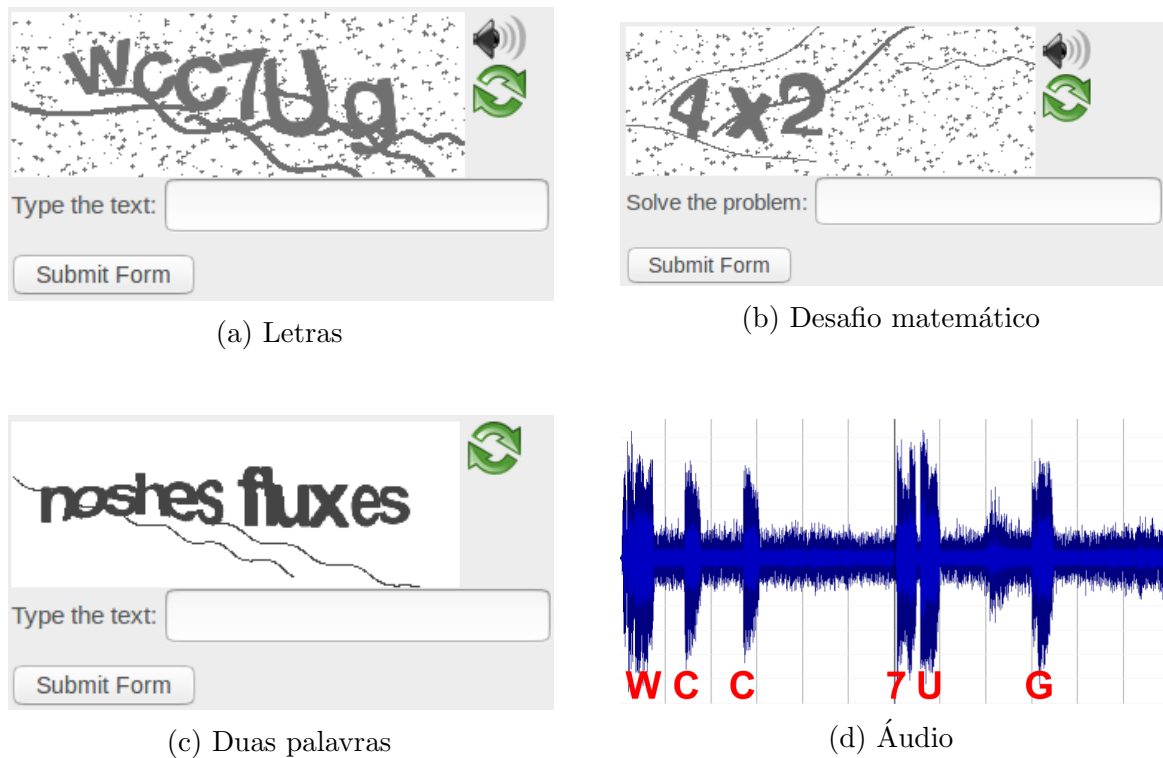 wcc7Ug
Type the text:
Submit Form
(a) Letras
4x2
Solve the problem:
Submit Form
(b) Desafio matemático
noshes fluxes
Type the text:
Submit Form
(c) Duas palavras
W C C 7 U G
(d) Áudio